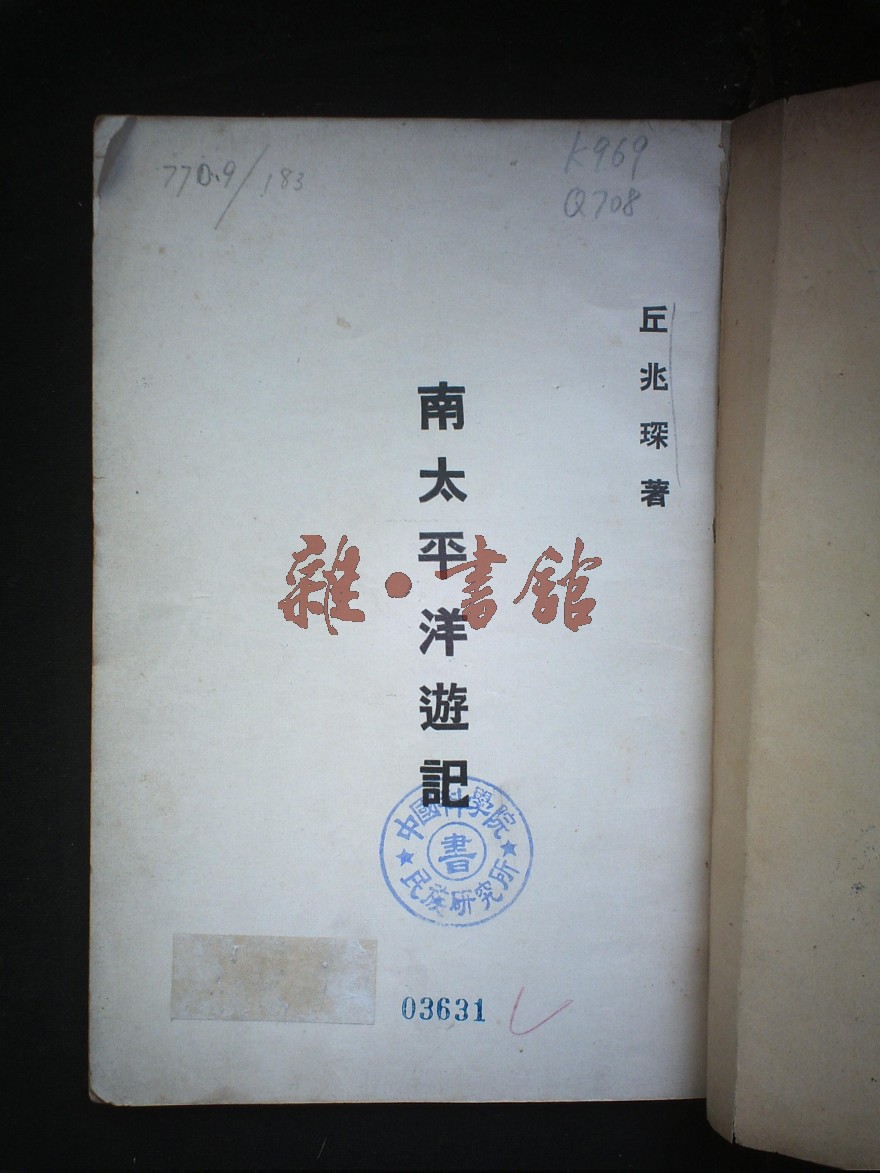 770.9/183
K969
Q708
丘兆琛著
南太平洋遊記
雜·書館
中國科學院
書
民族研究所
03631